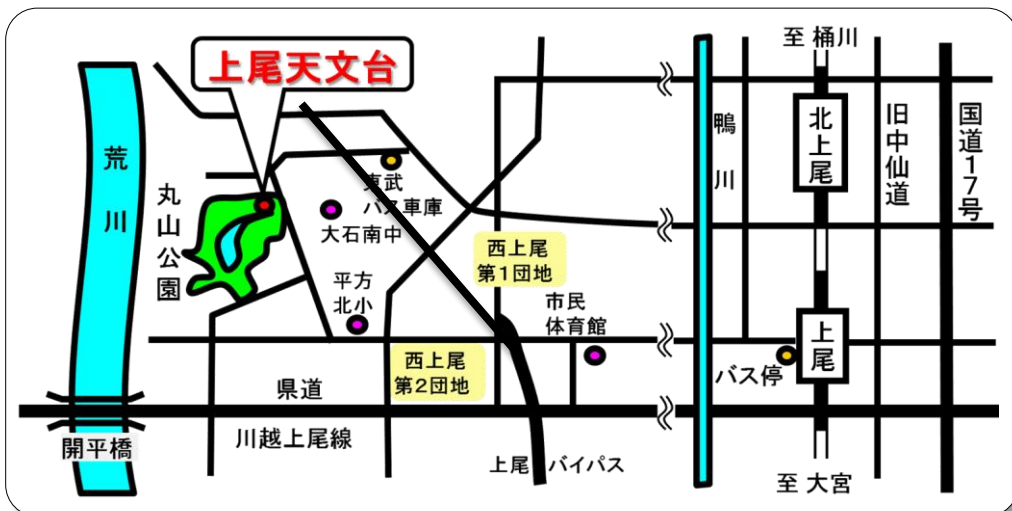 至 桶川
上尾天文台
荒川
丸山公園
東武
バス車庫
大石南中
平方
北小
西上尾
第1団地
市民
体育館
西上尾
第2団地
鴨川
北上尾
旧中仙道
国道17号
上尾
バス停
県道
川越上尾線
開平橋
上尾 バイパス
至 大宮